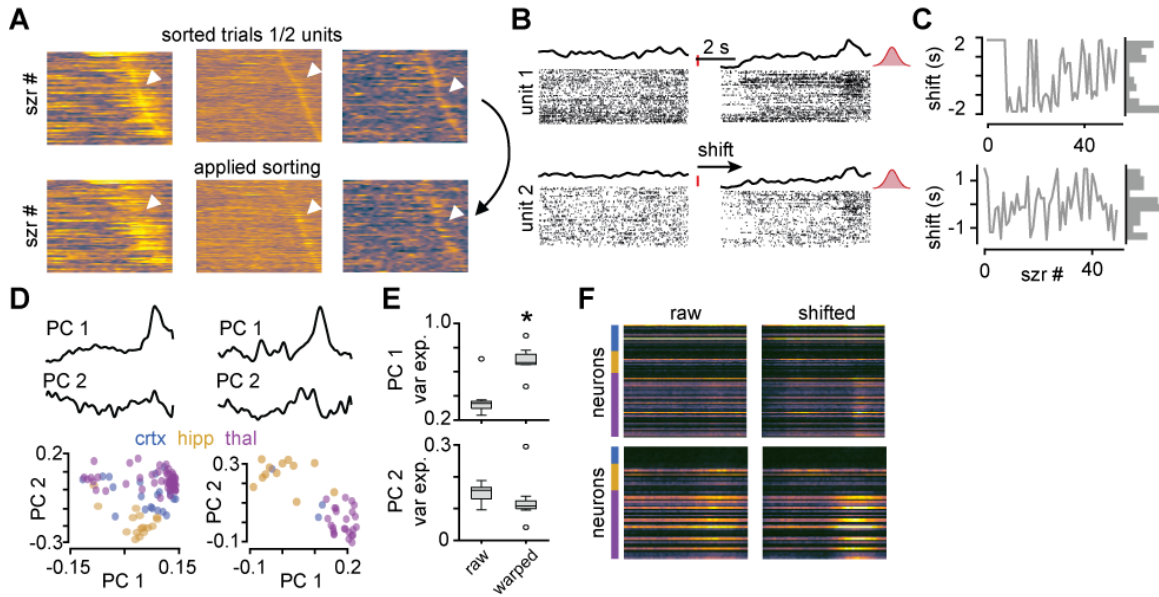 A
sorted trials 1/2 units
szr #
applied sorting
szr #
B
2 s
unit 1
shift
unit 2
C
2
shift (s)
-2
0
40
1
shift (s)
-1
0
40
szr #
D
PC 1
PC 1
PC 2
PC 2
crtx hipp thal
PC 2
-0.3
-0.15
0.15
PC 1
0.3
PC 2
-0.1
-0.1
0.2
PC 1
E
*
1.0
PC 1
var exp.
0.2
0.3
PC 2
var exp.
0
raw
warped
F
raw
shifted
neurons
neurons